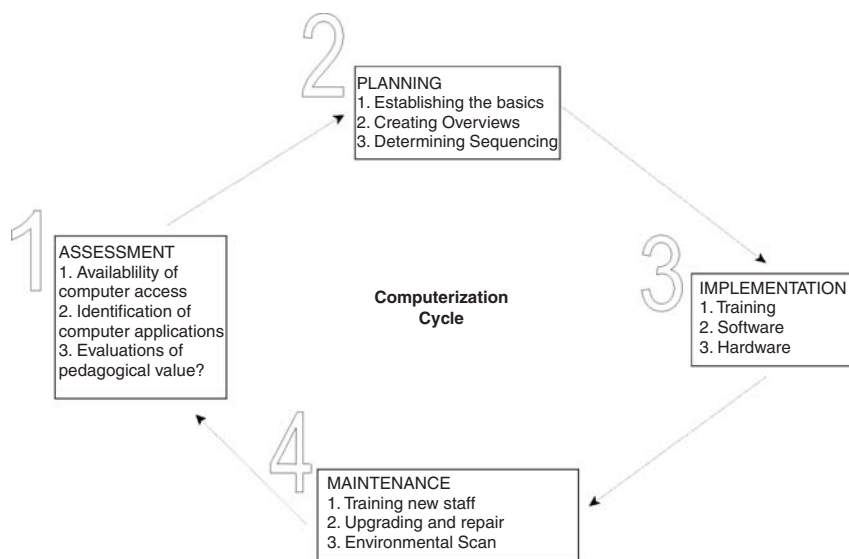 1
ASSESSMENT
1. Availablility of
computer access
2. Identification of
computer applications
3. Evaluations of
pedagogical value?
2
PLANNING
1. Establishing the basics
2. Creating Overviews
3. Determining Sequencing
3
IMPLEMENTATION
1. Training
2. Software
3. Hardware
4
MAINTENANCE
1. Training new staff
2. Upgrading and repair
3. Environmental Scan
Computerization
Cycle